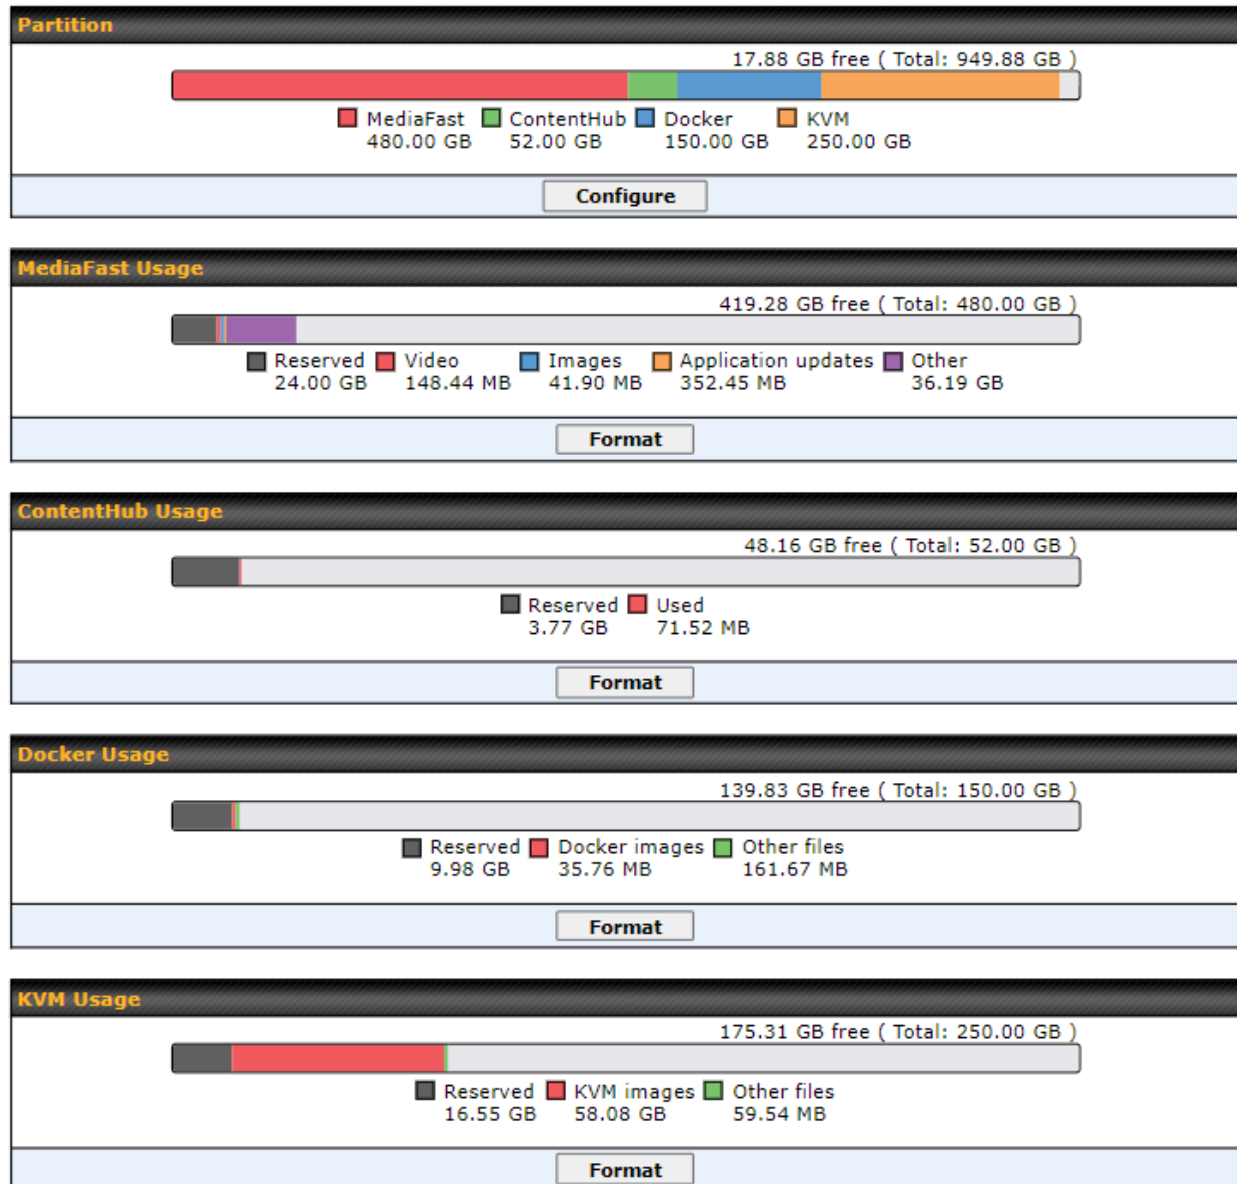 Partition
17.88 GB free ( Total: 949.88 GB )
MediaFast ContentHub Docker KVM
480.00 GB 52.00 GB 150.00 GB 250.00 GB
Configure
MediaFast Usage
419.28 GB free ( Total: 480.00 GB )
Reserved Video Images Application updates Other
24.00 GB 148.44 MB 41.90 MB 352.45 MB 36.19 GB
Format
ContentHub Usage
48.16 GB free ( Total: 52.00 GB )
Reserved Used
3.77 GB 71.52 MB
Format
Docker Usage
139.83 GB free ( Total: 150.00 GB )
Reserved Docker images Other files
9.98 GB 35.76 MB 161.67 MB
Format
KVM Usage
175.31 GB free ( Total: 250.00 GB )
Reserved KVM images Other files
16.55 GB 58.08 GB 59.54 MB
Format